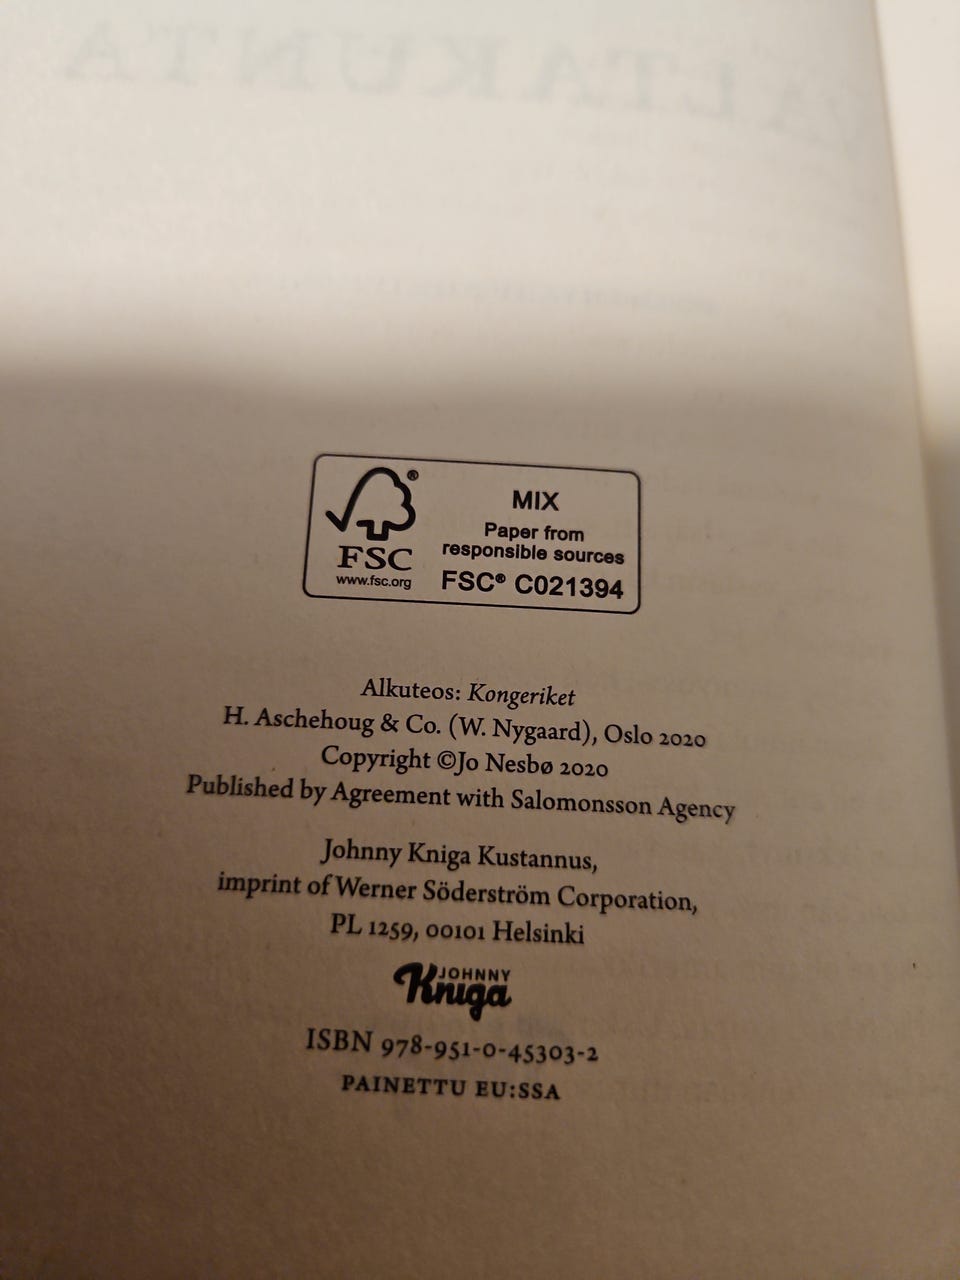 ALTAKUNTA
FSC
www.fsc.org
MIX
Paper from
responsible sources
FSC® C021394
Alkuteos: Kongeriket
H. Aschehoug & Co. (W. Nygaard), Oslo 2020
Copyright ©Jo Nesbø 2020
Published by Agreement with Salomonsson Agency
Johnny Kniga Kustannus,
imprint of Werner Söderström Corporation,
PL 1259, 00101 Helsinki
JOHNNY
Kniga
ISBN 978-951-0-45303-2
PAINETTU EU:SSA